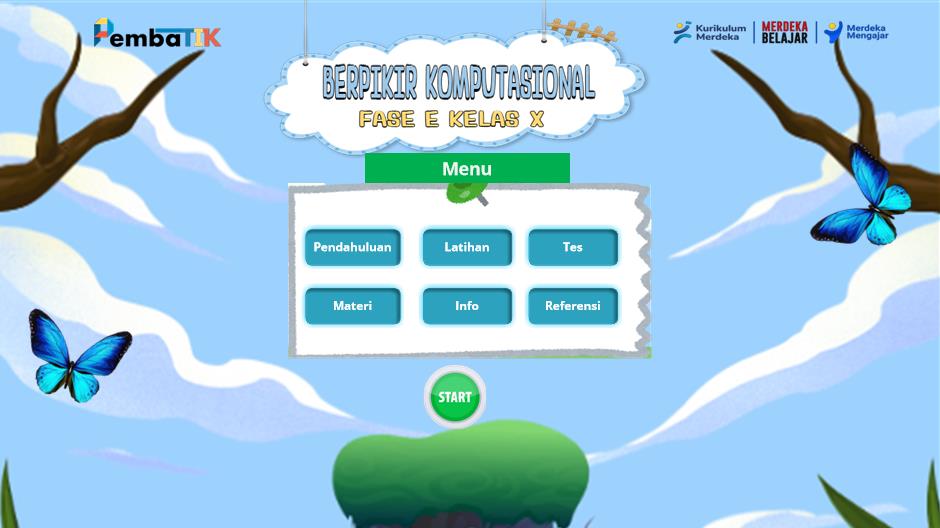 PembaTIK
Kurikulum
Merdeka
MERDEKA
BELAJAR
Merdeka
Mengajar
BERPIKIR KOMPUTASIONAL
FASE E KELAS X
Menu
Pendahuluan
Latihan
Tes
Materi
Info
Referensi
START